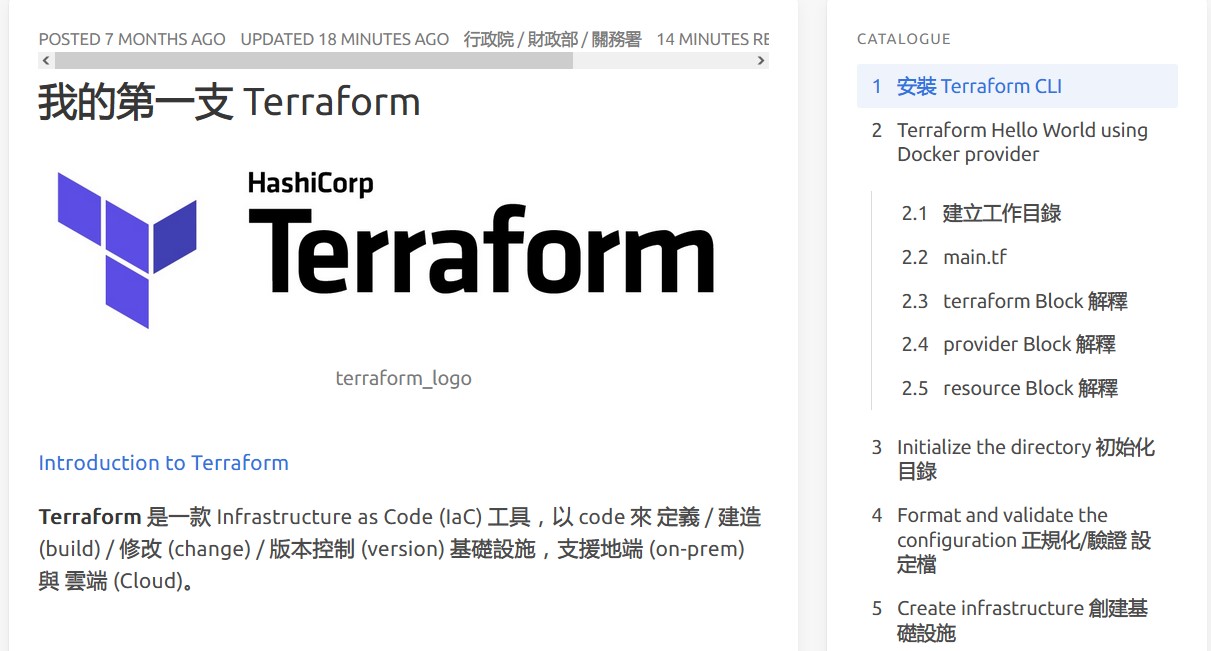 POSTED 7 MONTHS AGO UPDATED 18 MINUTES AGO 行政院 / 財政部 / 關務署 14 MINUTES RE
我的第一支 Terraform
HashiCorp
Terraform
terraform_logo
Introduction to Terraform
Terraform 是一款 Infrastructure as Code (IaC) 工具，以 code 來 定義 / 建造
(build) / 修改 (change) / 版本控制 (version) 基礎設施，支援地端 (on-prem)
與 雲端 (Cloud)。
CATALOGUE
1 安裝 Terraform CLI
2 Terraform Hello World using
Docker provider
2.1 建立工作目錄
2.2 main.tf
2.3 terraform Block 解釋
2.4 provider Block 解釋
2.5 resource Block 解釋
3 Initialize the directory 初始化
目錄
4 Format and validate the
configuration 正規化/驗證 設
定檔
5 Create infrastructure 創建基
礎設施